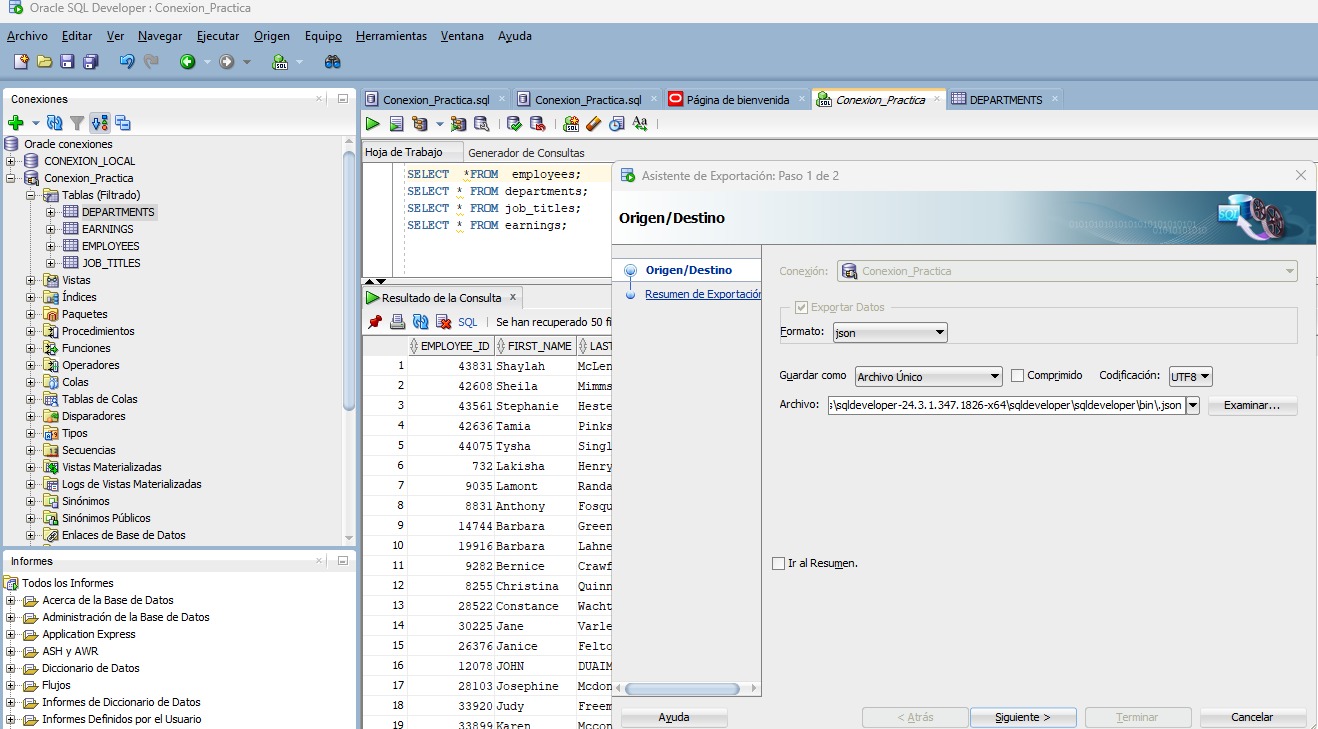 Oracle SQL Developer : Conexion_Practica
Archivo Editar Ver Navegar Ejecutar Origen Equipo Herramientas Ventana Ayuda
Conexiones
Oracle conexiones
CONEXION_LOCAL
Conexion_Practica
Tablas (Filtrado)
DEPARTMENTS
EARNINGS
EMPLOYEES
JOB_TITLES
Vistas
Índices
Paquetes
Procedimientos
Funciones
Operadores
Colas
Tablas de Colas
Disparadores
Tipos
Secuencias
Vistas Materializadas
Logs de Vistas Materializadas
Sinónimos
Sinónimos Públicos
Enlaces de Base de Datos
Informes
Todos los Informes
Acerca de la Base de Datos
Administración de la Base de Datos
Application Express
ASH y AWR
Diccionario de Datos
Flujos
Informes de Diccionario de Datos
Informes Definidos por el Usuario
Conexion_Practica.sql Conexion_Practica.sql Página de bienvenida Conexion_Practica DEPARTMENTS
Hoja de Trabajo Generador de Consultas
SELECT *FROM employees;
SELECT * FROM departments;
SELECT * FROM job_titles;
SELECT * FROM earnings;
Resultado de la Consulta x
SQL | Se han recuperado 50 fi
EMPLOYEE_ID FIRST_NAME LAST
1 43831 Shaylah McLen
2 42608 Sheila Mimms
3 43561 Stephanie Heste
4 42636 Tamia Pinks
5 44075 Tysha Singl
6 732 Lakisha Henry
7 9035 Lamont Randa
8 8831 Anthony Fosqu
9 14744 Barbara Green
10 19916 Barbara Lahne
11 9282 Bernice Crawf
12 8255 Christina Quinn
13 28522 Constance Wacht
14 30225 Jane Varle
15 26376 Janice Felto
16 12078 JOHN DUAIM
17 28103 Josephine Mcdon
18 33920 Judy Freem
19 33899 Karen Mccon
Asistente de Exportación: Paso 1 de 2
Origen/Destino
SQL
Origen/Destino
Resumen de Exportación
Conexión: Conexion_Practica
Exportar Datos
Formato: json
Guardar como Archivo Único Comprimido Codificación: UTF8
Archivo: \sqldeveloper-24.3.1.347.1826-x64\sqldeveloper\sqldeveloper\bin\.json Examinar...
Ir al Resumen.
Ayuda < Atrás Siguiente > Terminar Cancelar